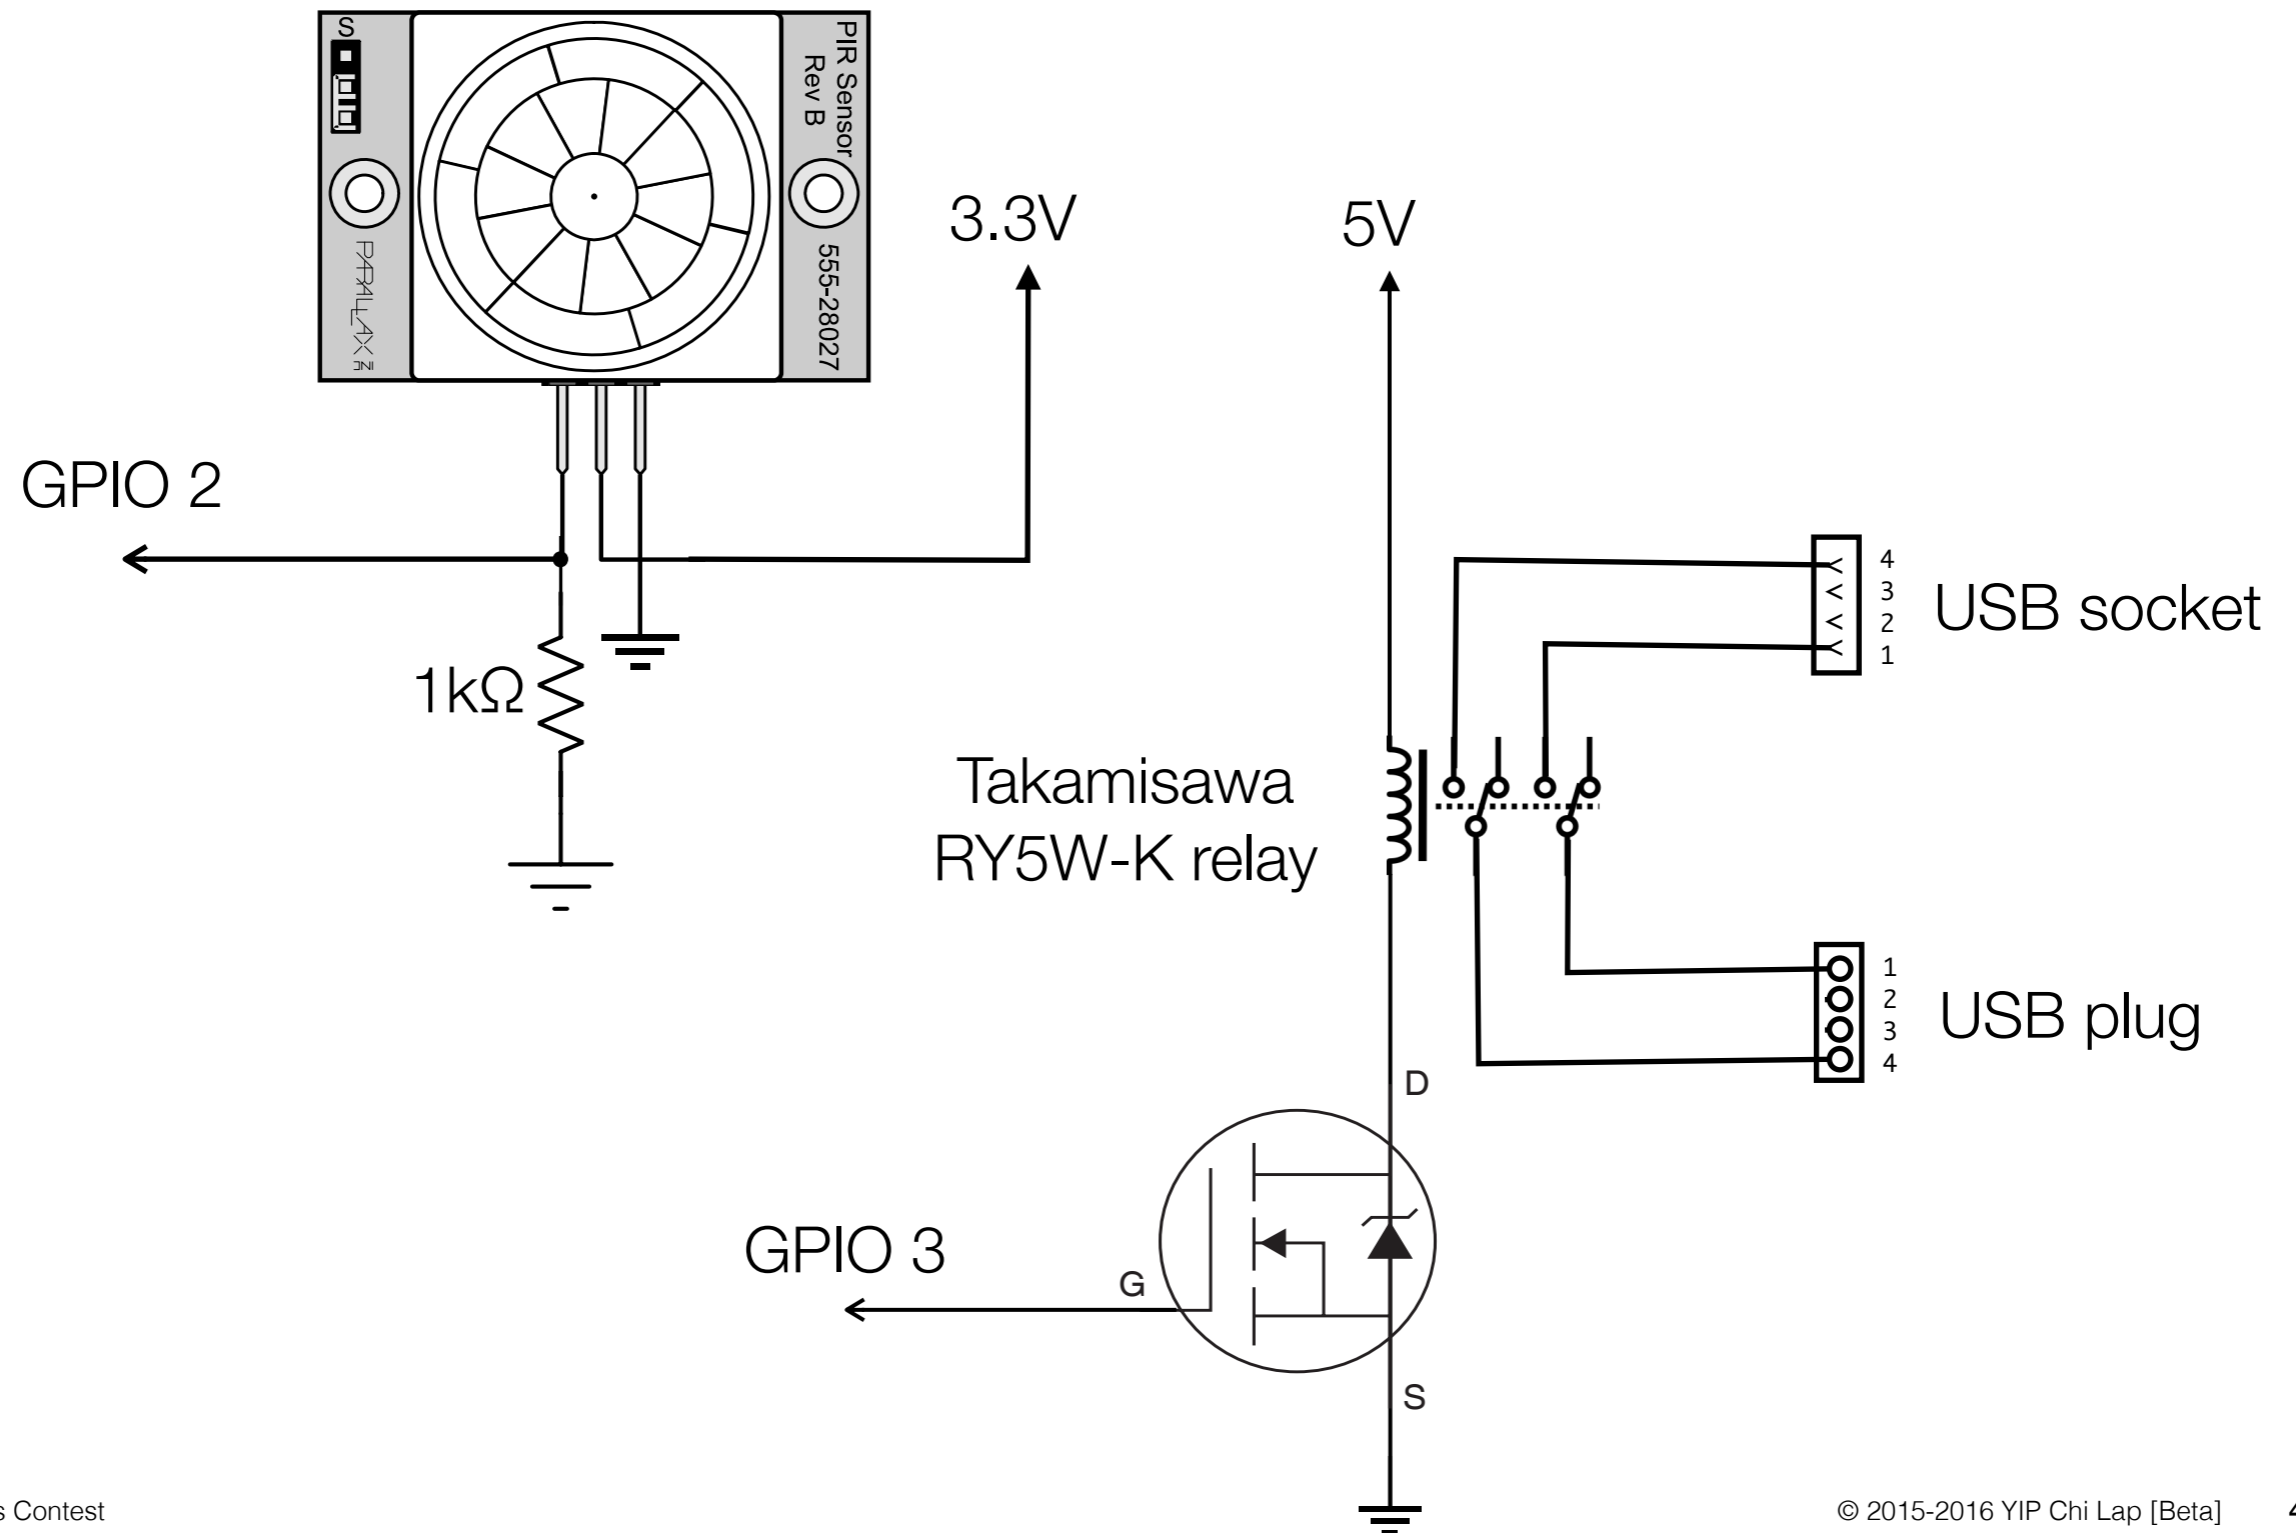 S
PIR Sensor
Rev B
PARALLAX
555-28027
3.3V
5V
GPIO 2
1kΩ
4
3
2
1
USB socket
Takamisawa
RY5W-K relay
1
2
3
4
USB plug
D
GPIO 3
G
S
s Contest
© 2015-2016 YIP Chi Lap [Beta]
4